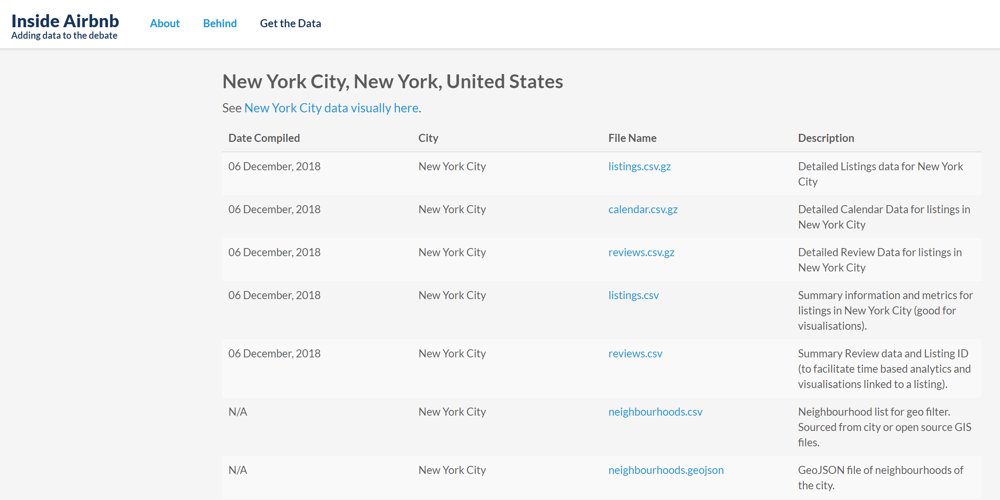 Inside Airbnb
Adding data to the debate
About Behind Get the Data
New York City, New York, United States
See New York City data visually here.
Date Compiled City File Name Description
06 December, 2018 New York City listings.csv.gz Detailed Listings data for New York
City
06 December, 2018 New York City calendar.csv.gz Detailed Calendar Data for listings in
New York City
06 December, 2018 New York City reviews.csv.gz Detailed Review Data for listings in
New York City
06 December, 2018 New York City listings.csv Summary information and metrics for
listings in New York City (good for
visualisations).
06 December, 2018 New York City reviews.csv Summary Review data and Listing ID
(to facilitate time based analytics and
visualisations linked to a listing).
N/A New York City neighbourhoods.csv Neighbourhood list for geo filter.
Sourced from city or open source GIS
files.
N/A New York City neighbourhoods.geojson GeoJSON file of neighbourhoods of
the city.